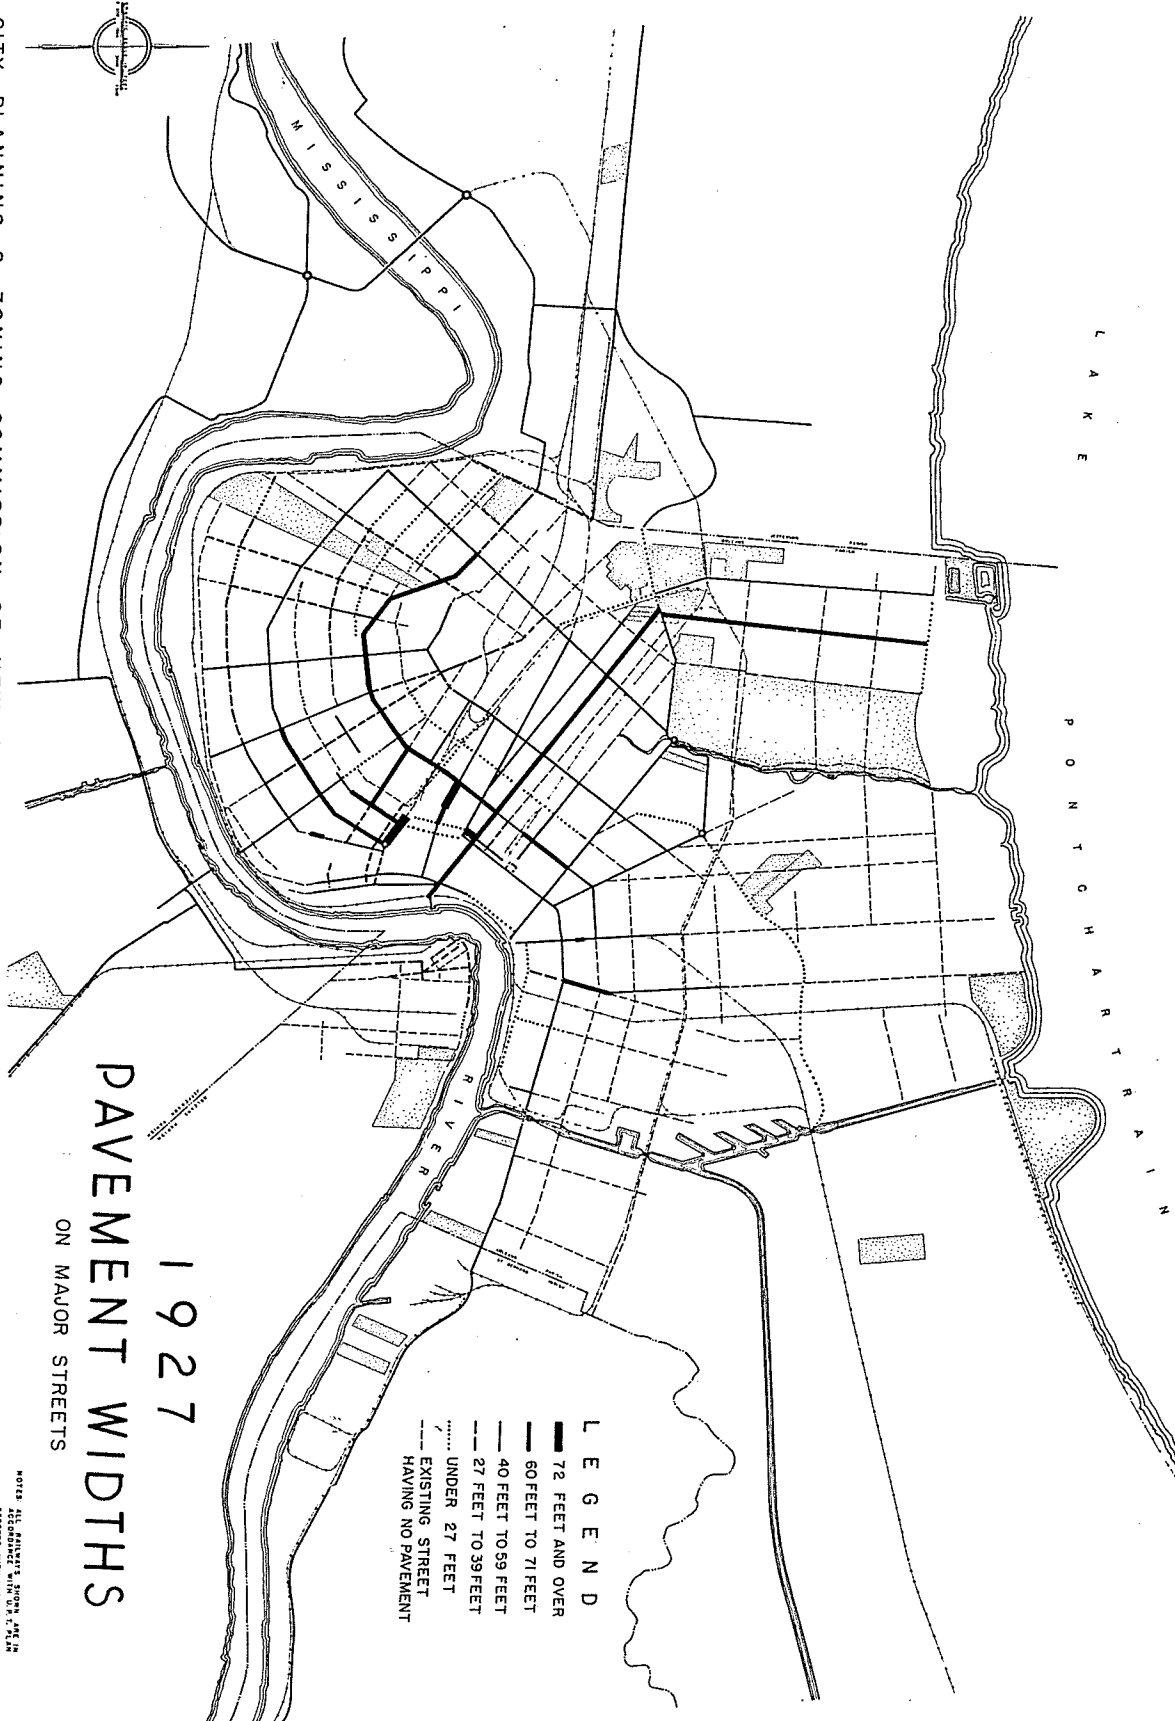 LAKE
PONTCHARTRAIN
MISSISSIPPI
RIVER
LEGEND
72 FEET AND OVER
60 FEET TO 71 FEET
40 FEET TO 59 FEET
27 FEET TO 39 FEET
UNDER 27 FEET
EXISTING STREET
HAVING NO PAVEMENT
1927
PAVEMENT WIDTHS
ON MAJOR STREETS
NOTES: ALL RAILWAYS SHOWN ARE IN
ACCORDANCE WITH U.P.T. PLAN